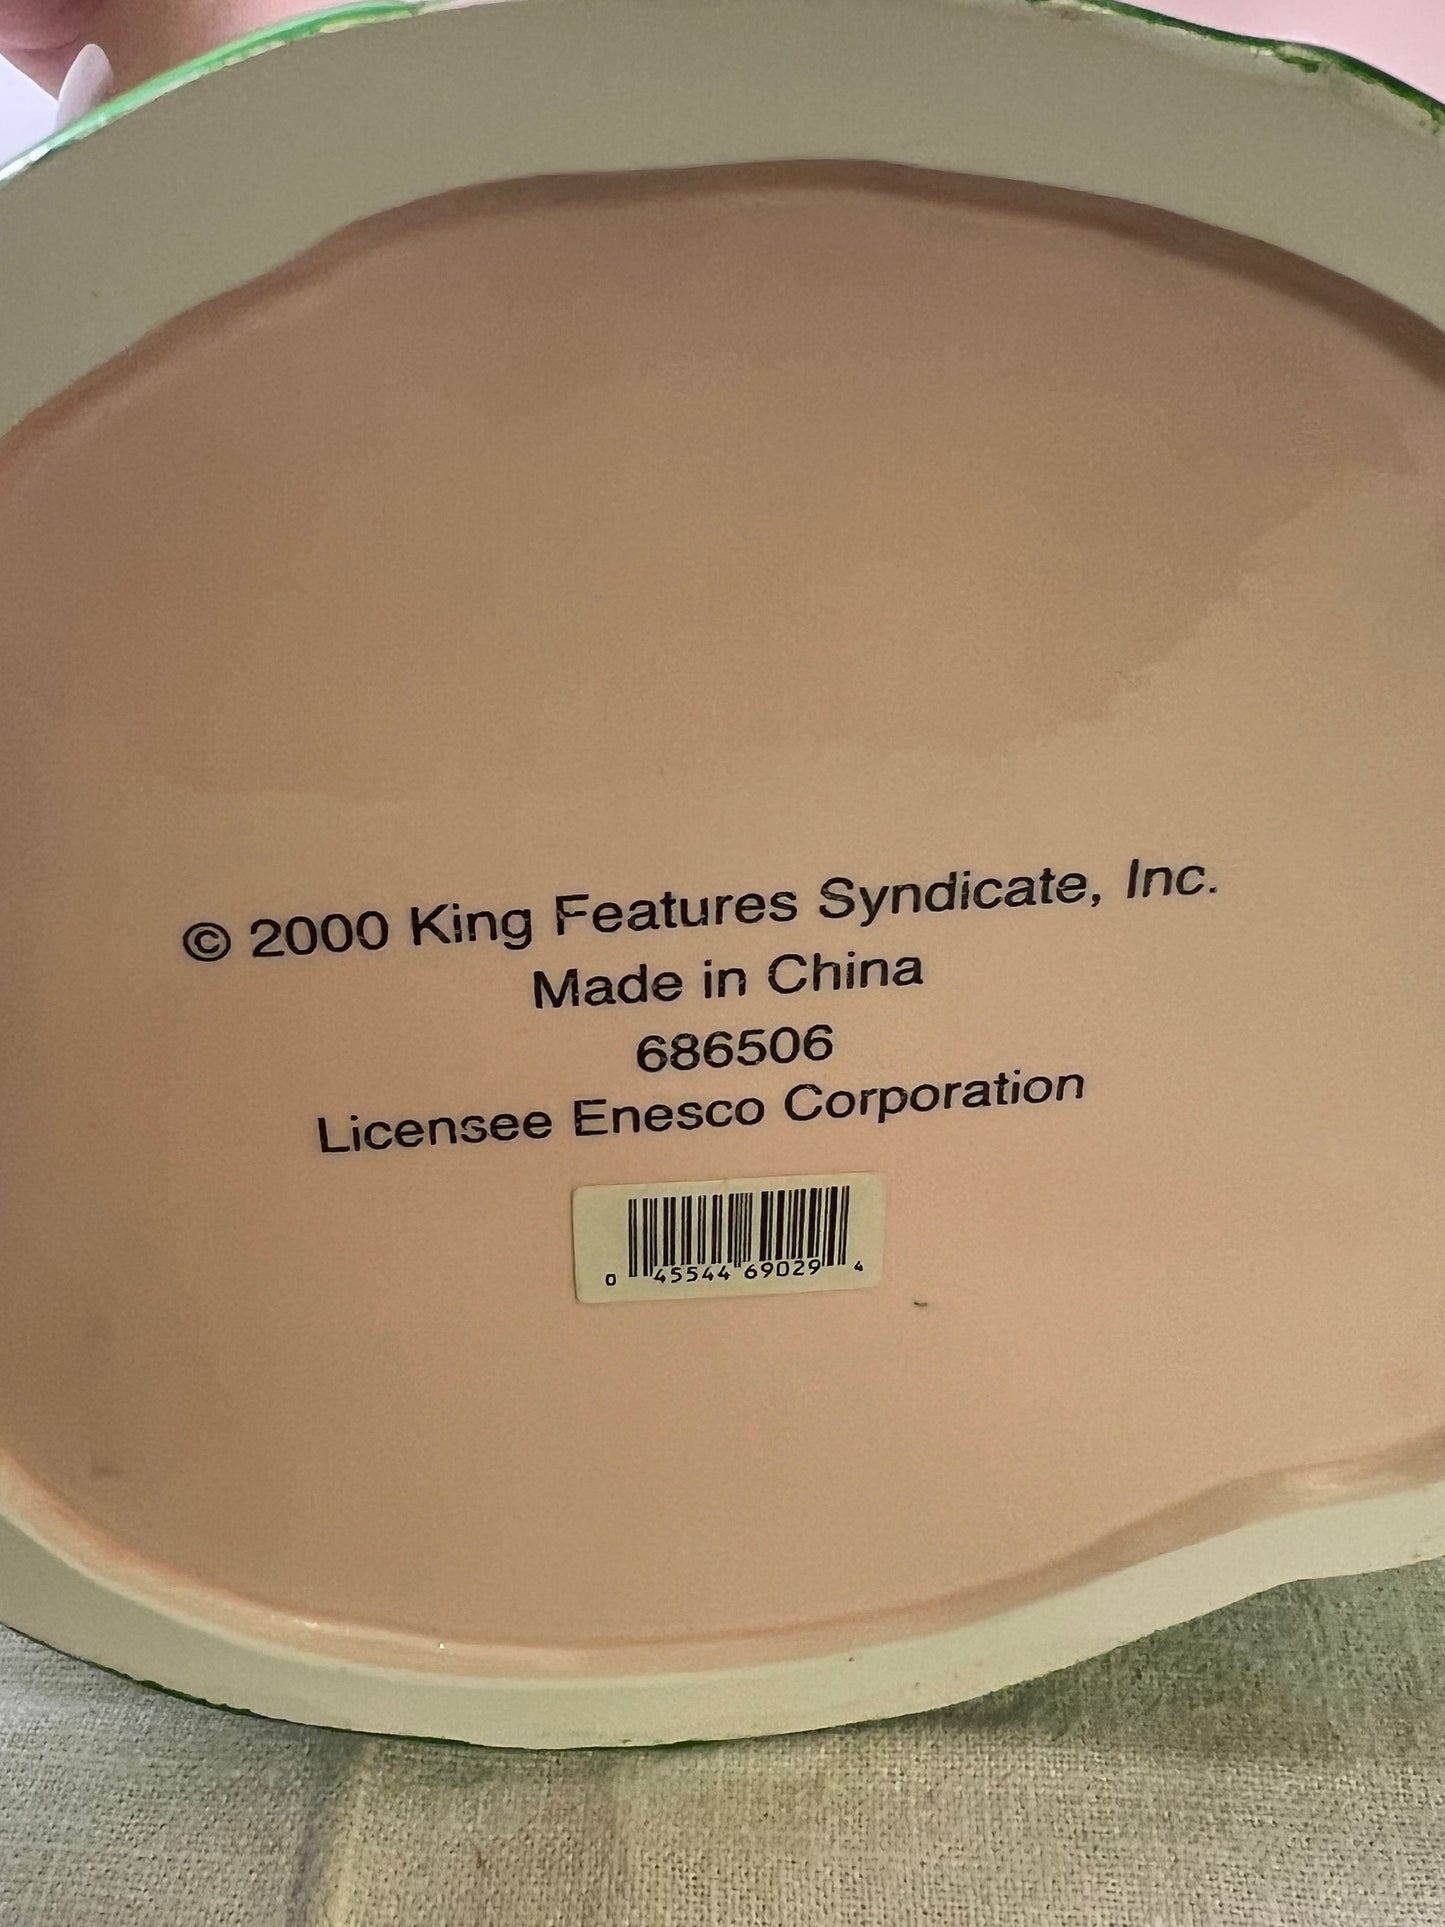 © 2000 King Features Syndicate, Inc.
Made in China
686506
Licensee Enesco Corporation
0 45544 69029 4